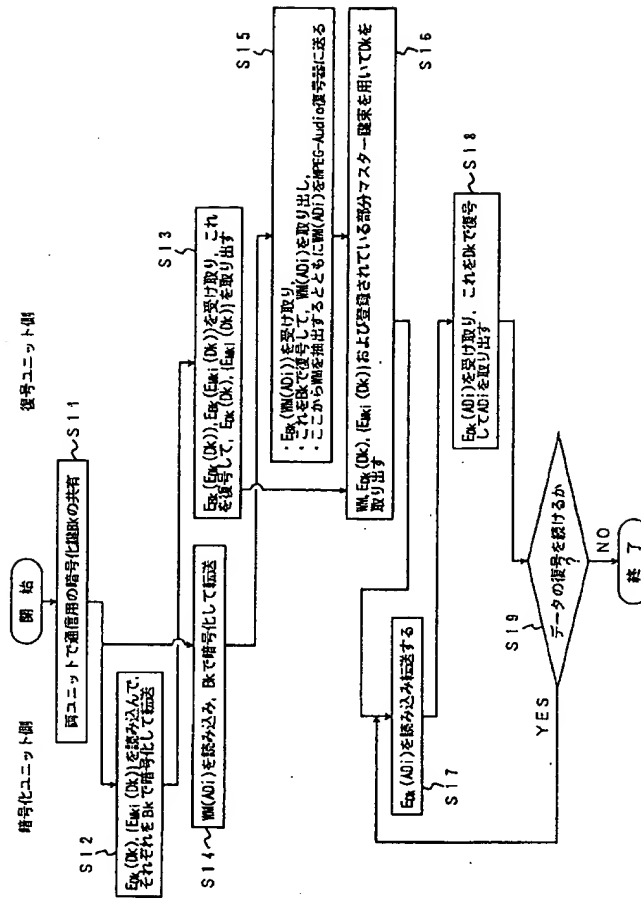 暗号化ユニット側
復号ユニット側
開始
両ユニットで通信用の暗号化鍵Bkの共有
S11
EDk(Dk), {EMKi(Dk)}を読み込んで、
それぞれを Bkで暗号化して転送
S12
EBk(EDk(Dk)), EBk{EMKi(Dk)}を受け取り、これ
を復号して、EDk(Dk), {EMKi(Dk)}を取り出す
S13
WM(ADi)を読み込み、Bkで暗号化して転送
S14
・EBk(WM(ADi))を受け取り、
・これをBkで復号して、WM(ADi)を取り出し、
・ここからWMを抽出するとともにWM(ADi)をMPEG-Audio復号器に送る
S15
WM, EDk(Dk), {EMKi(Dk)}および登録されている部分マスター鍵束を用いてDkを
取り出す
S16
EDk(ADi)を読み込み転送する
S17
EDk(ADi)を受け取り、これをDkで復号
してADiを取り出す
S18
データの復号を続けるか
?
S19
YES
NO
終了